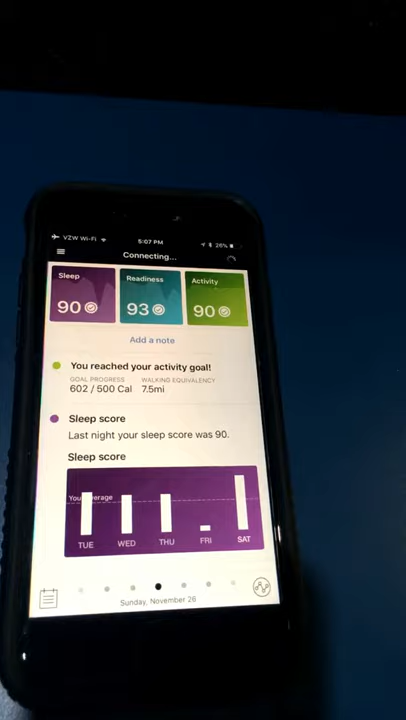 VZW Wi-Fi 5:07 PM 26%
Connecting...
Sleep Readiness Activity
90 93 90
Add a note
You reached your activity goal!
GOAL PROGRESS WALKING EQUIVALENCY
602 / 500 Cal 7.5mi
Sleep score
Last night your sleep score was 90.
Sleep score
You verage
TUE WED THU FRI SAT
Sunday, November 26